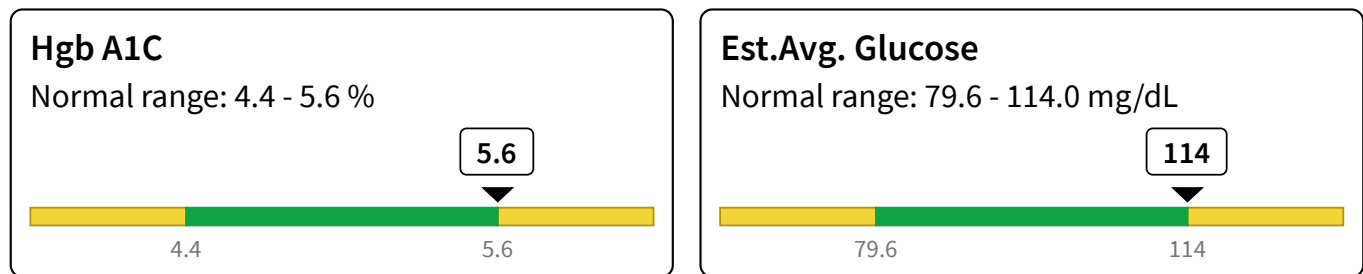 Hgb A1C
Normal range: 4.4 - 5.6 %
5.6
4.4
5.6
Est.Avg. Glucose
Normal range: 79.6 - 114.0 mg/dL
114
79.6
114